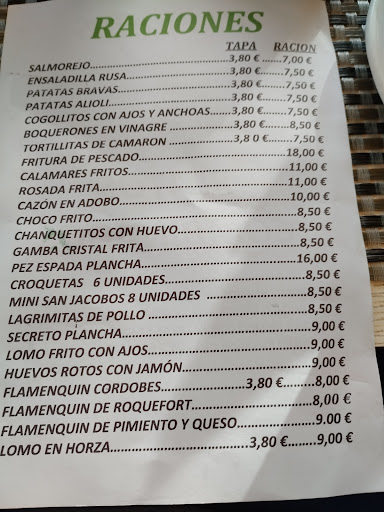 RACIONES
TAPA RACION
SALMOREJO.......................................3,80 € .......7,00 €
ENSALADILLA RUSA...........................3,80 €........7,50 €
PATATAS BRAVAS..............................3,80 €........7,50 €
PATATAS ALIOLI................................3,80 €........7,50 €
COGOLLITOS CON AJOS Y ANCHOAS...3,80€........7,50 €
BOQUERONES EN VINAGRE ................3,80 €........8,50 €
TORTILLITAS DE CAMARON ................3,8 0 €........7,50 €
FRITURA DE PESCADO........................................18,00 €
CALAMARES FRITOS...........................................11,00 €
ROSADA FRITA..................................................11,00 €
CAZÓN EN ADOBO.............................................10,00 €
CHOCO FRITO....................................................8,50 €
CHANQUETITOS CON HUEVO................................8,50 €
GAMBA CRISTAL FRITA........................................8,50 €
PEZ ESPADA PLANCHA........................................16,00 €
CROQUETAS 6 UNIDADES....................................8,50 €
MINI SAN JACOBOS 8 UNIDADES ..........................8,50 €
LAGRIMITAS DE POLLO ........................................8,50 €
SECRETO PLANCHA..............................................9,00 €
LOMO FRITO CON AJOS........................................9,00 €
HUEVOS ROTOS CON JAMÓN.................................9,00 €
FLAMENQUIN CORDOBES.....................3,80 €.........8,00 €
FLAMENQUIN DE ROQUEFORT................................8,00 €
FLAMENQUIN DE PIMIENTO Y QUESO......................9.00 €
LOMO EN HORZA...................................3,80 €........9,00 €